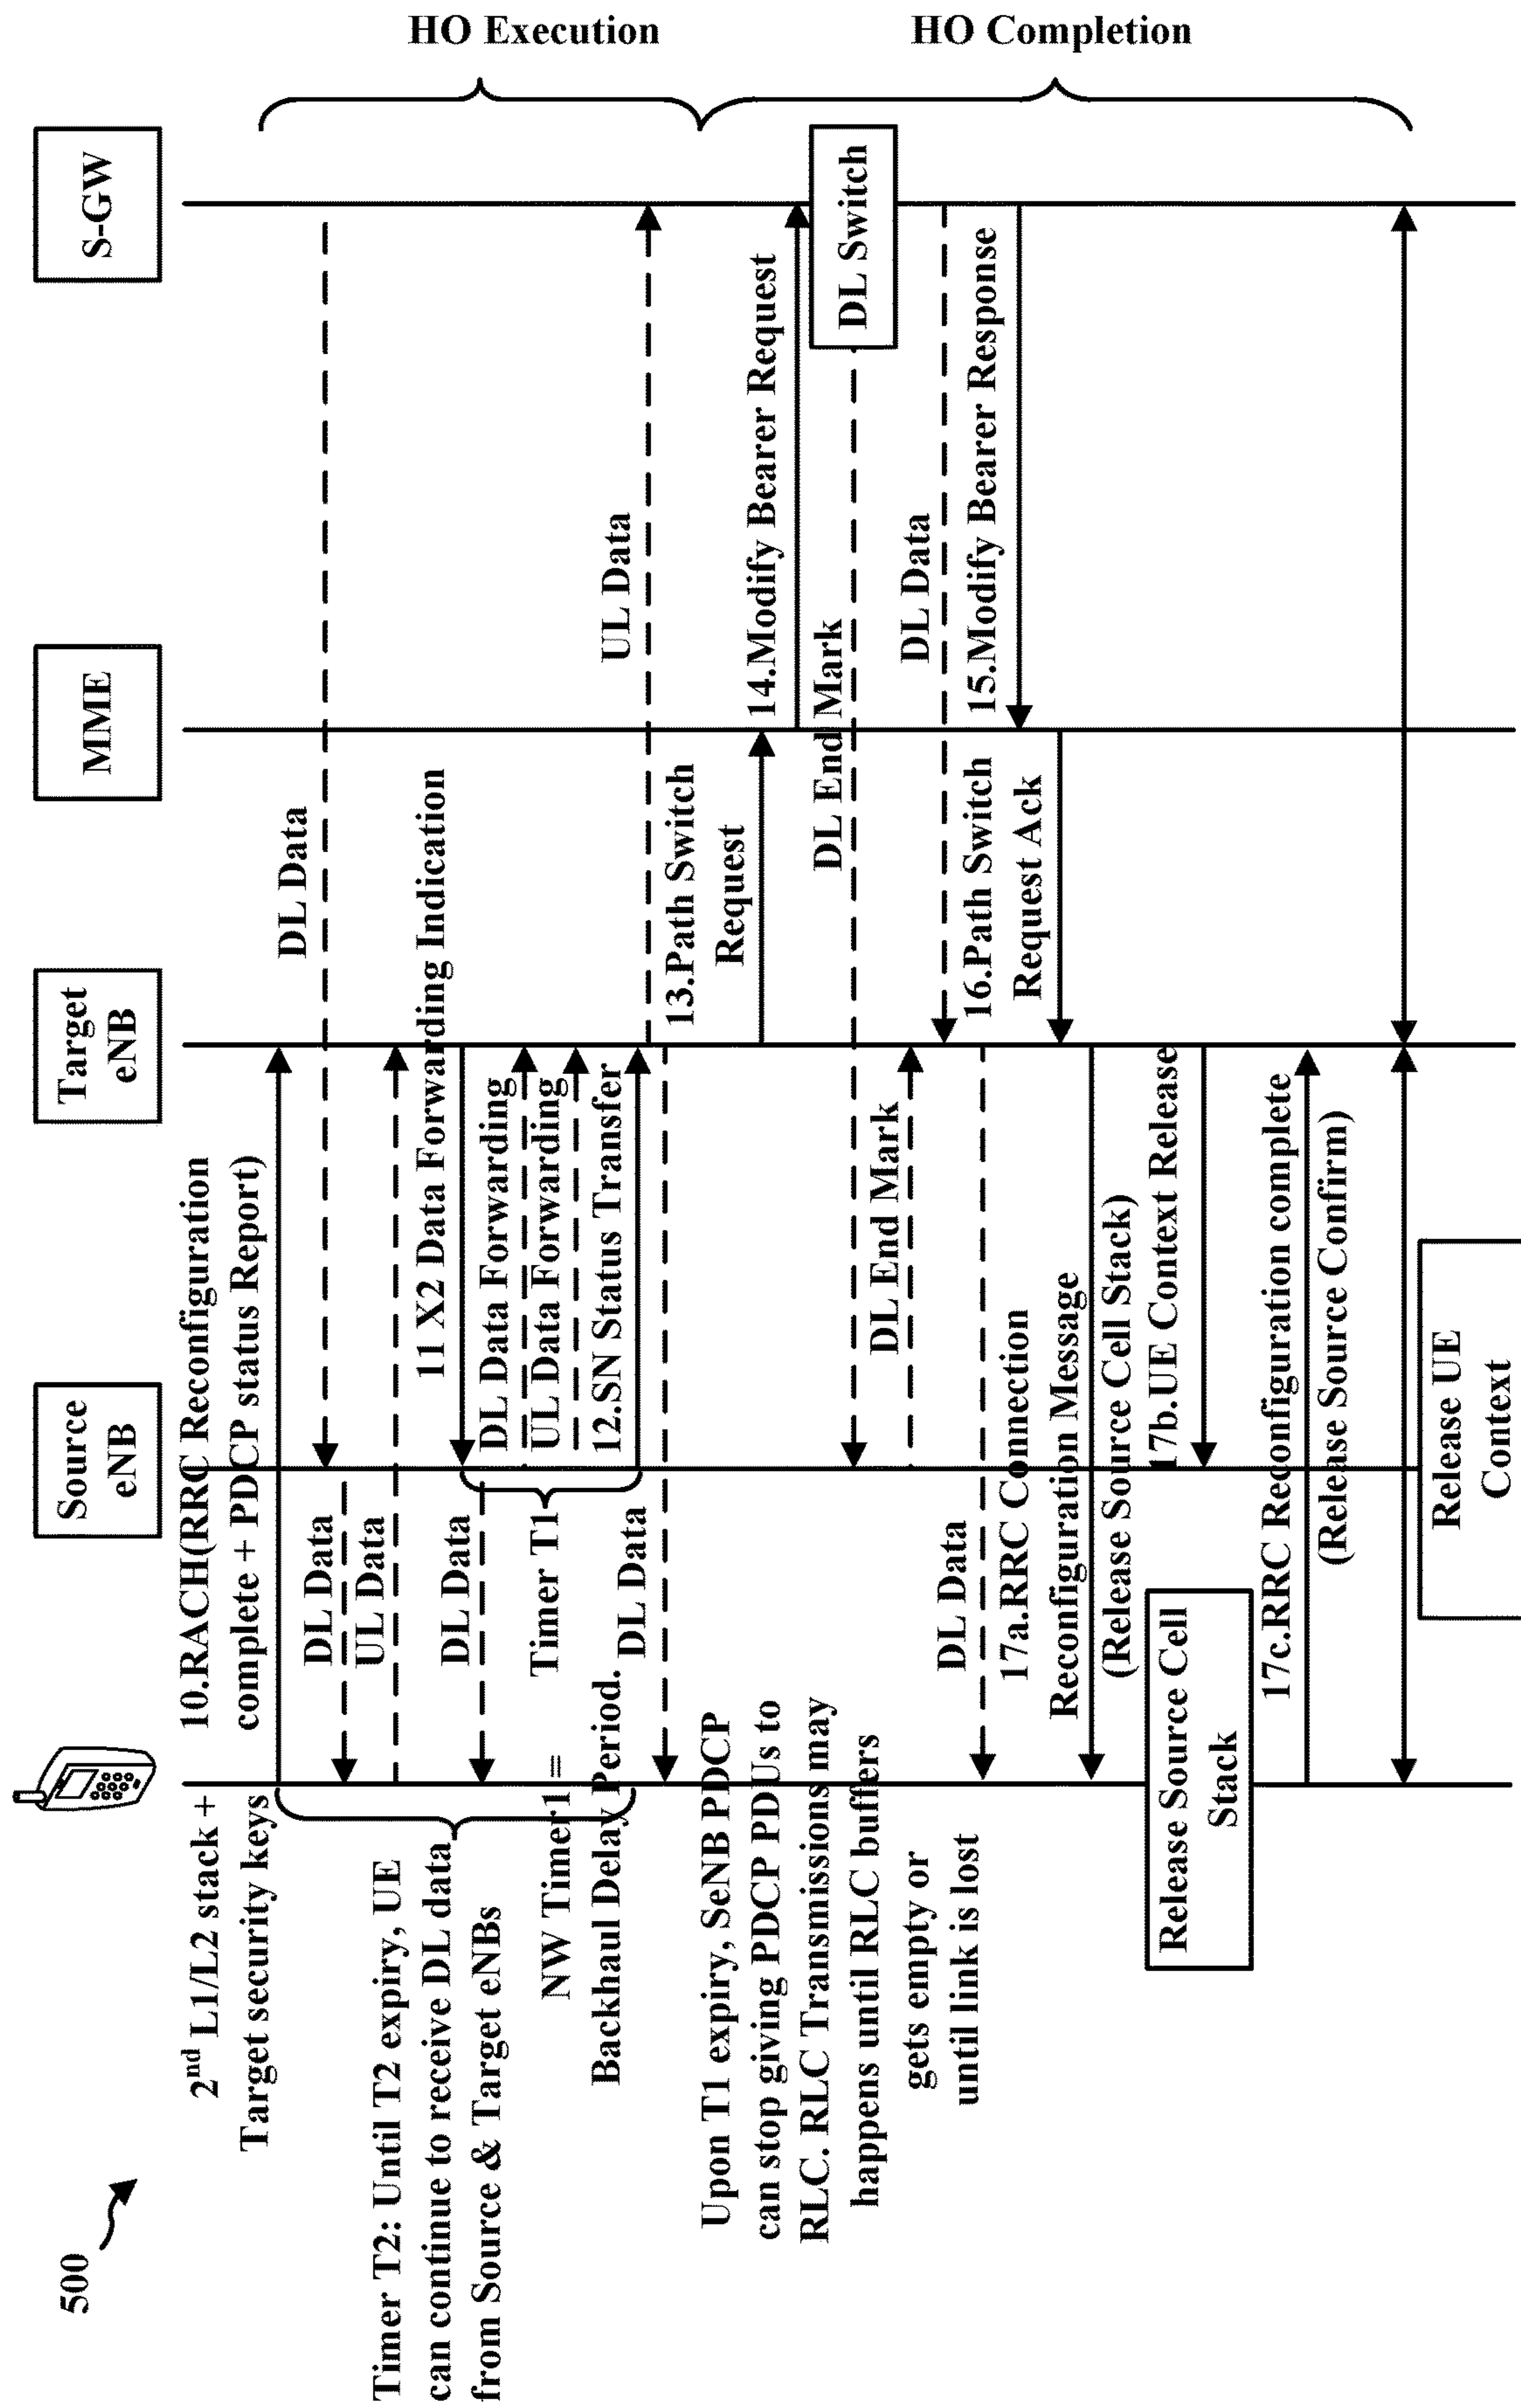 500
Source
eNB
Target
eNB
MME
S-GW
HO Execution
HO Completion
2nd L1/L2 stack +
Target security keys
10.RACH(RRC Reconfiguration
complete + PDCP status Report)
DL Data
DL Data
UL Data
Timer T2: Until T2 expiry, UE
can continue to receive DL data
from Source & Target eNBs
11 X2 Data Forwarding Indication
DL Data
DL Data Forwarding
UL Data Forwarding
Timer T1
NW Timer1 =
Backhaul Delay Period.
12.SN Status Transfer
UL Data
DL Data
13.Path Switch
Request
14.Modify Bearer Request
Upon T1 expiry, SeNB PDCP
can stop giving PDCP PDUs to
RLC. RLC Transmissions may
happens until RLC buffers
gets empty or
until link is lost
DL Switch
DL End Mark
DL End Mark
DL Data
DL Data
15.Modify Bearer Response
16.Path Switch
Request Ack
17a.RRC Connection
Reconfiguration Message
(Release Source Cell Stack)
17b.UE Context Release
Release Source Cell
Stack
17c.RRC Reconfiguration complete
(Release Source Confirm)
Release UE
Context